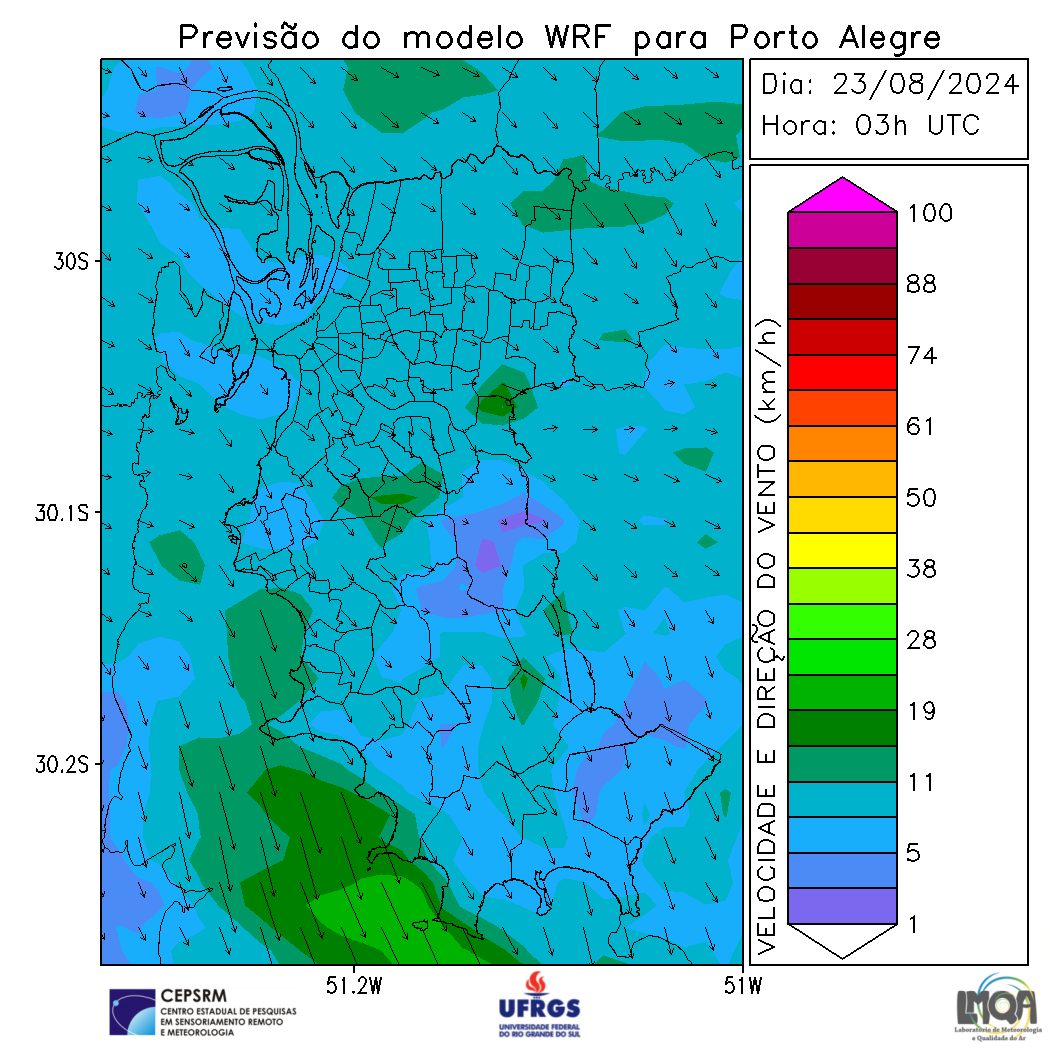 Previsão do modelo WRF para Porto Alegre
Dia: 23/08/2024
Hora: 03h UTC
30S
30.1S
30.2S
51.2W
51W
VELOCIDADE E DIREÇÃO DO VENTO (km/h)
100
88
74
61
50
38
28
19
11
5
1
CEPSRM
CENTRO ESTADUAL DE PESQUISAS
EM SENSORIAMENTO REMOTO
E METEOROLOGIA
UFRGS
UNIVERSIDADE FEDERAL
DO RIO GRANDE DO SUL
LMQA
Laboratório de Meteorologia
e Qualidade do Ar